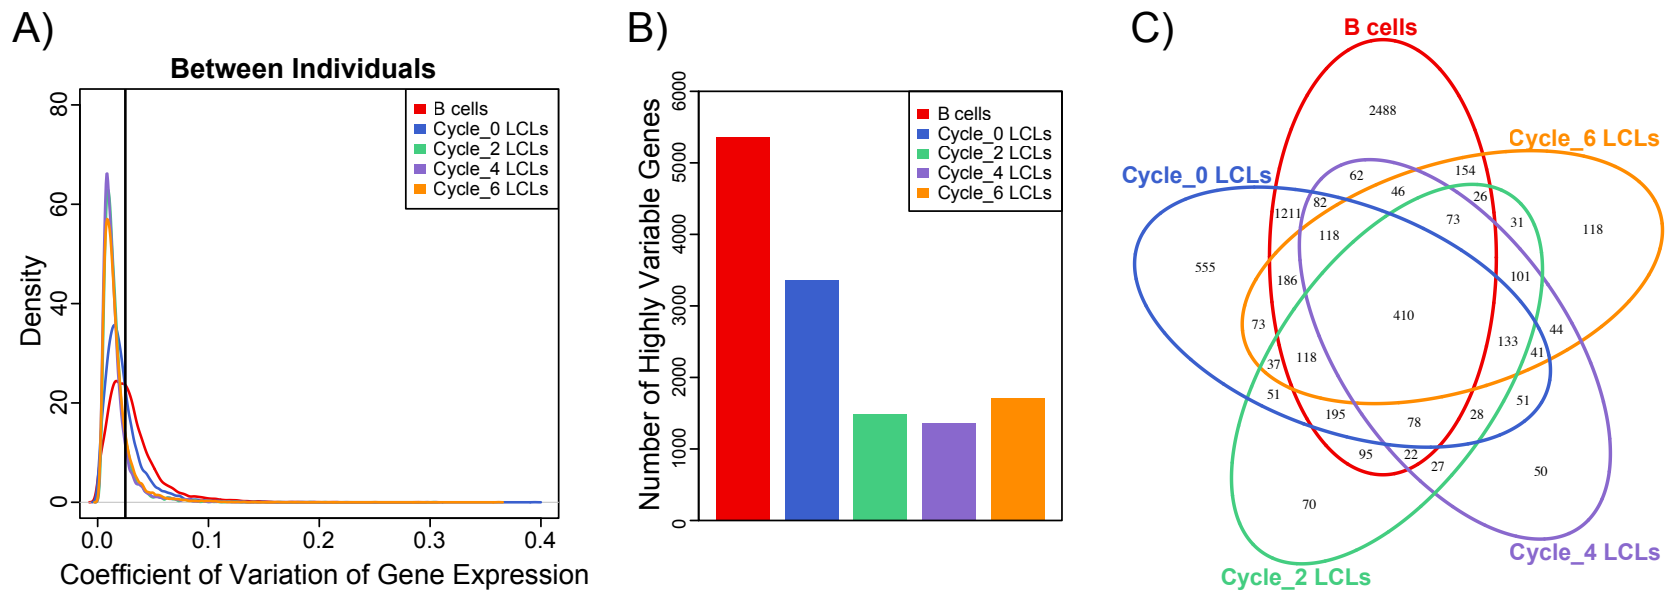 A)
Between Individuals
B cells
Cycle_0 LCLs
Cycle_2 LCLs
Cycle_4 LCLs
Cycle_6 LCLs
Density
0
20
40
60
80
0.0
0.1
0.2
0.3
0.4
Coefficient of Variation of Gene Expression
B)
Number of Highly Variable Genes
0
1000
2000
3000
4000
5000
6000
B cells
Cycle_0 LCLs
Cycle_2 LCLs
Cycle_4 LCLs
Cycle_6 LCLs
C)
B cells
Cycle_6 LCLs
Cycle_0 LCLs
Cycle_2 LCLs
Cycle_4 LCLs
2488
62
154
46
26
1211
82
73
31
118
118
555
186
101
410
73
44
133
41
37
118
51
51
195
78
28
95
22
27
50
70